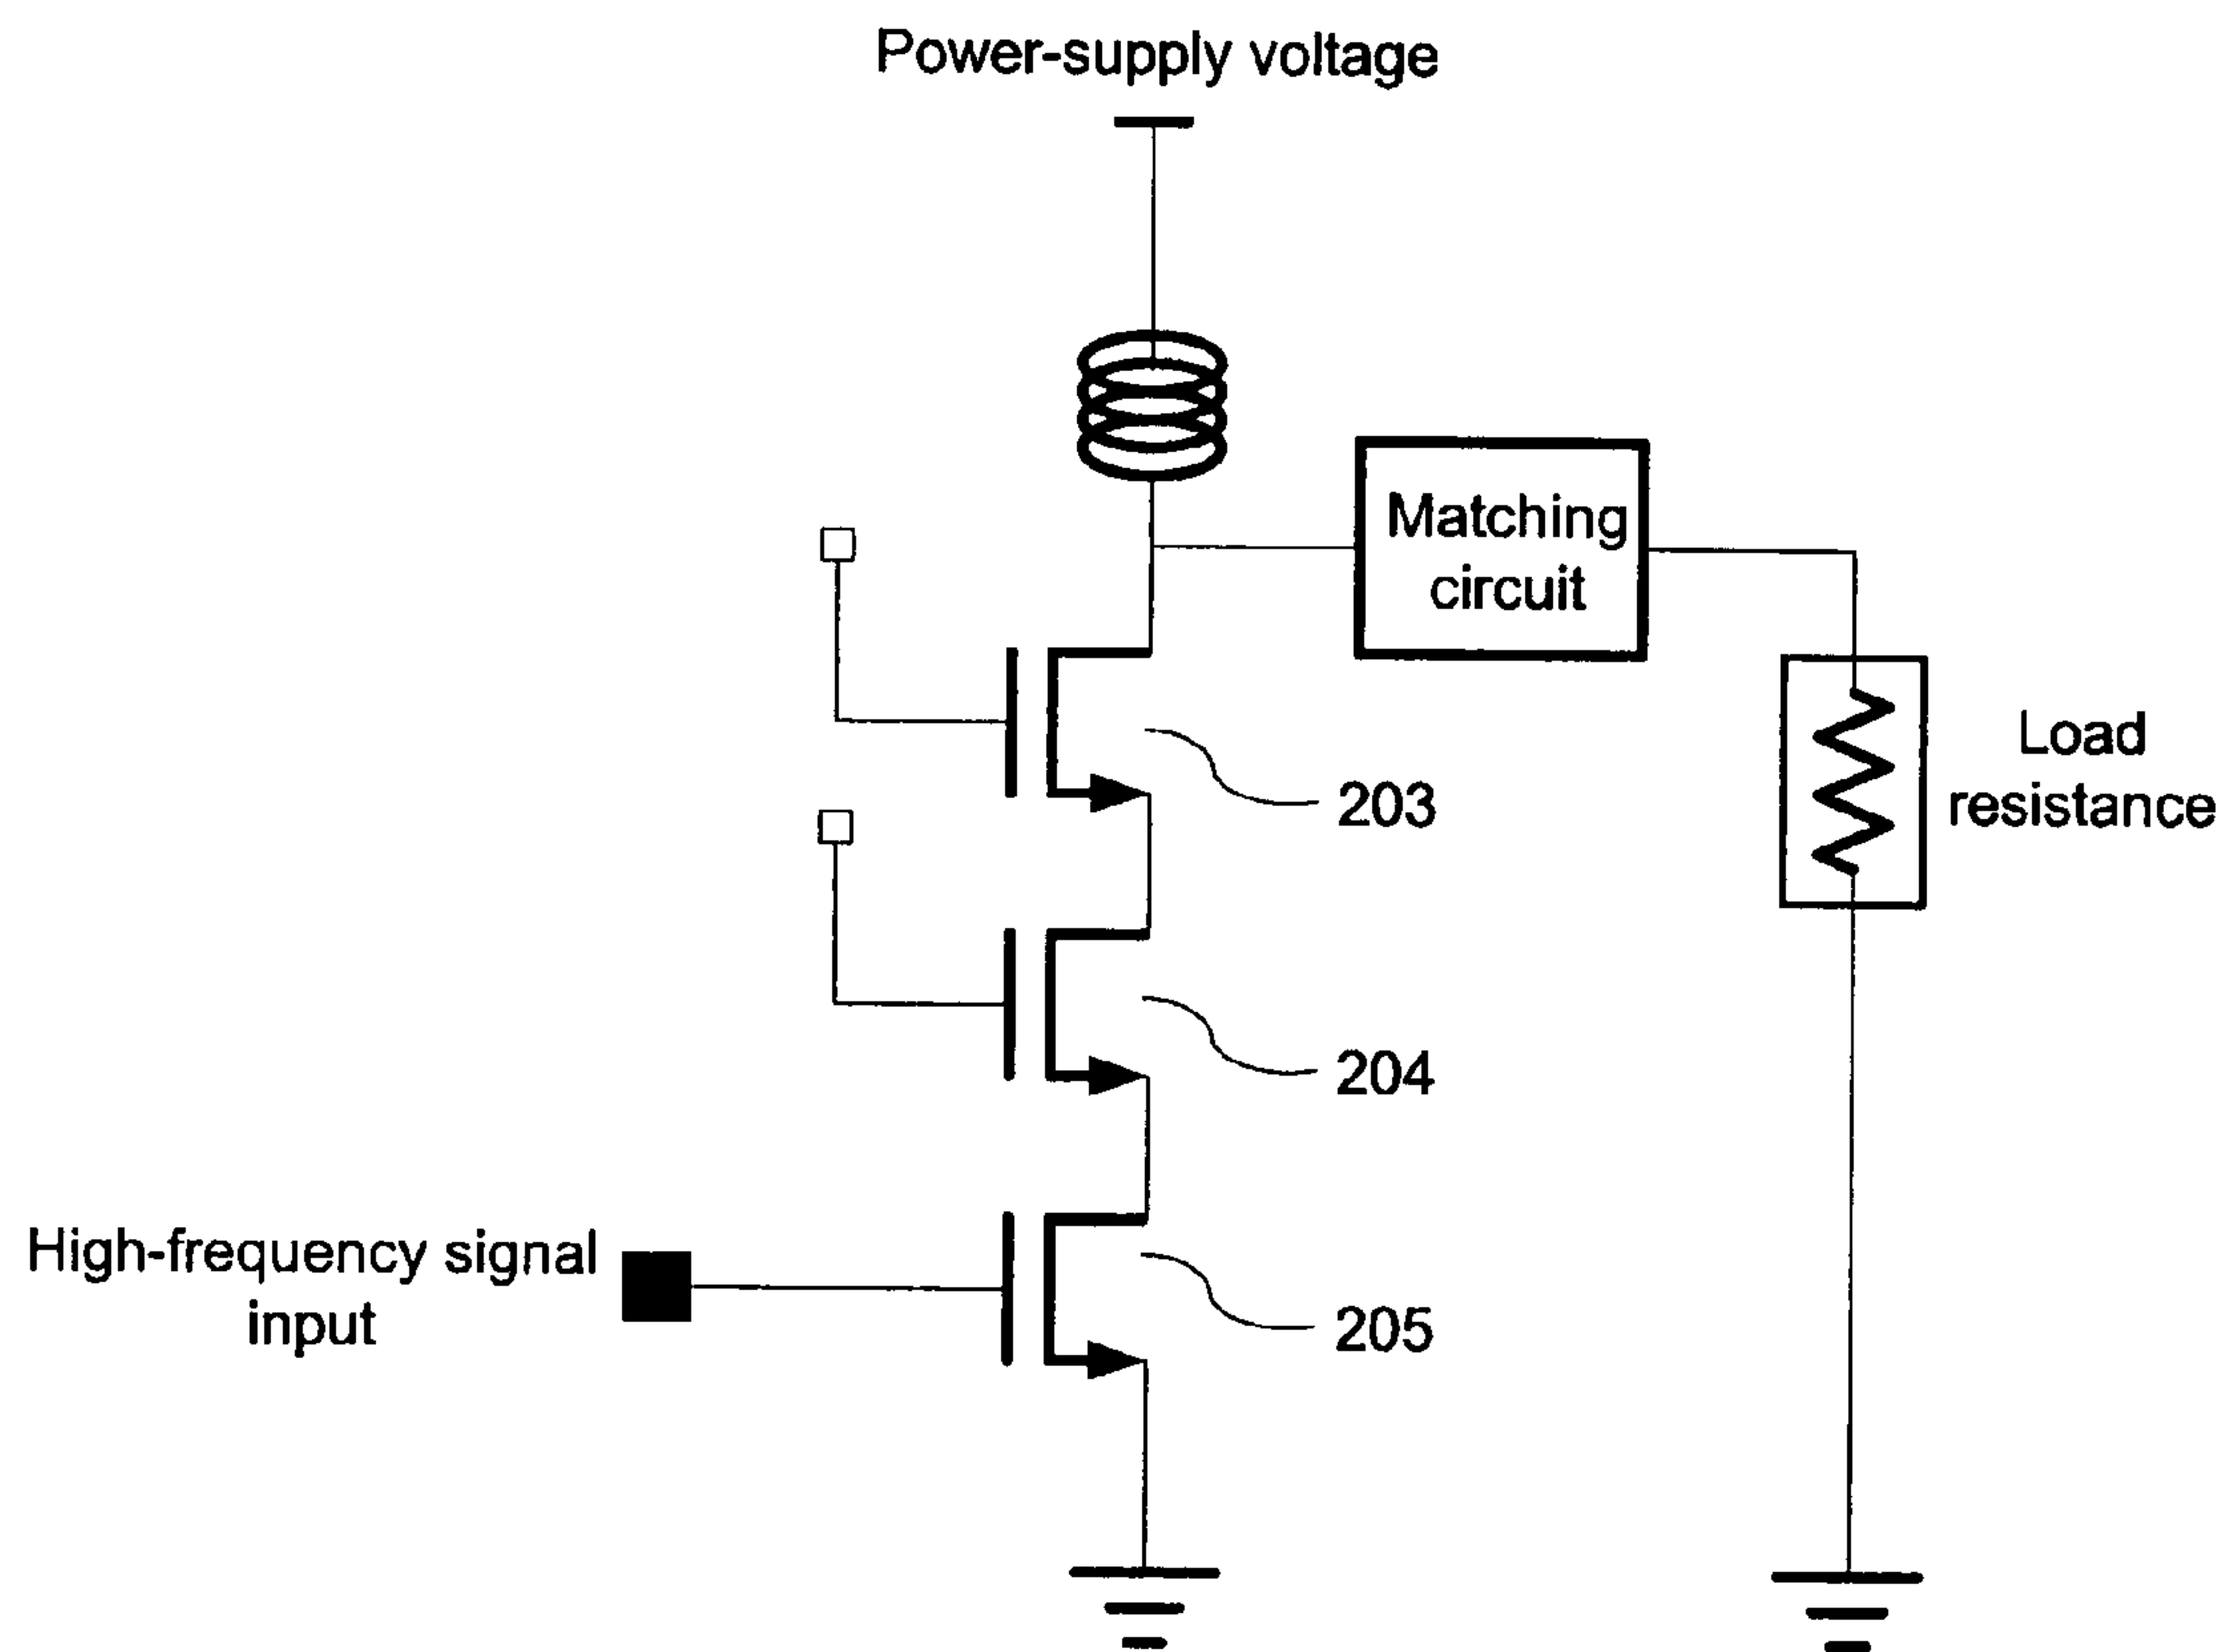 Power-supply voltage
Matching
circuit
Load
resistance
203
204
High-frequency signal
input
205